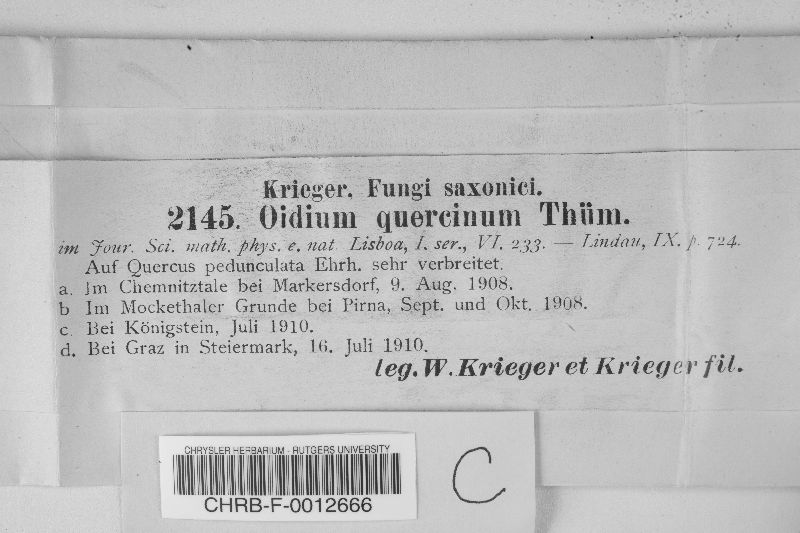 Krieger. Fungi saxonici.
2145. Oidium quercinum Thüm.
im Jour. Sci. math. phys. e. nat. Lisboa, I. ser., VI. 233. — Lindau, IX. p. 724.
Auf Quercus pedunculata Ehrh. sehr verbreitet.
a. Im Chemnitztale bei Markersdorf, 9. Aug. 1908.
b Im Mockethaler Grunde bei Pirna, Sept. und Okt. 1908.
c. Bei Königstein, Juli 1910.
d. Bei Graz in Steiermark, 16. Juli 1910.
leg. W. Krieger et Krieger fil.
CHRYSLER HERBARIUM - RUTGERS UNIVERSITY
CHRB-F-0012666
C